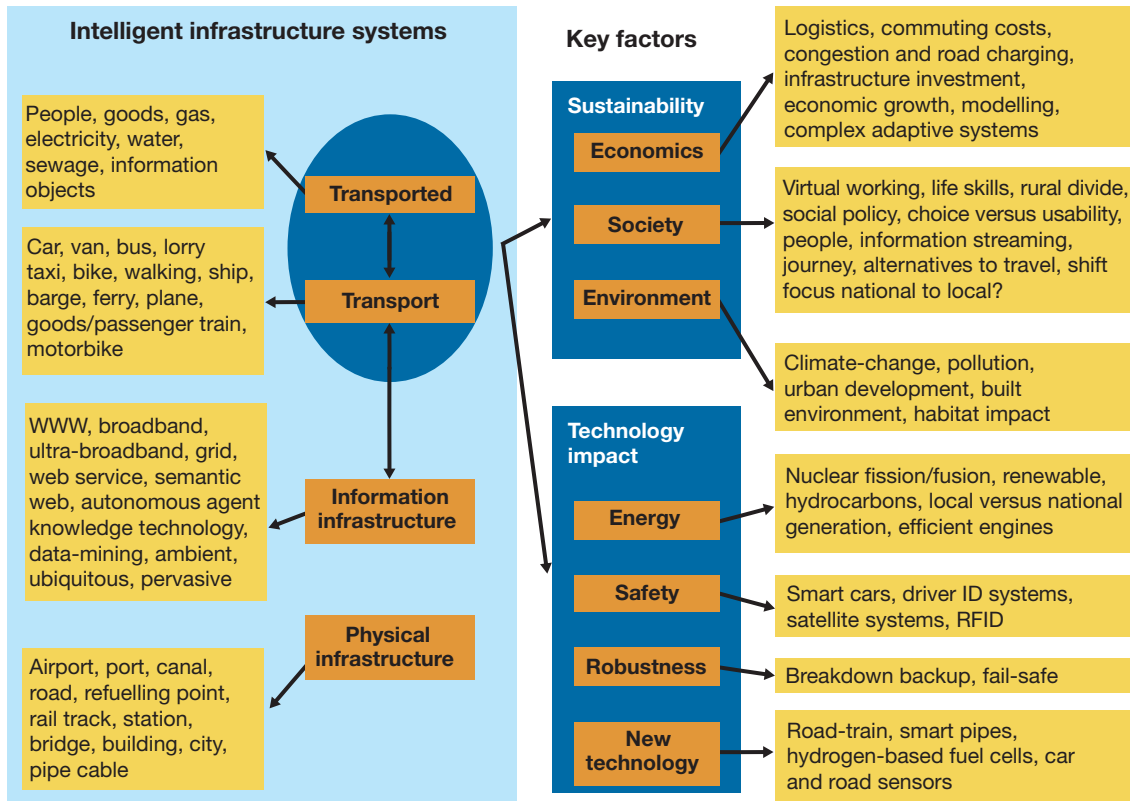 Intelligent infrastructure systems
People, goods, gas,
electricity, water,
sewage, information
objects
Transported
Car, van, bus, lorry
taxi, bike, walking, ship,
barge, ferry, plane,
goods/passenger train,
motorbike
Transport
WWW, broadband,
ultra-broadband, grid,
web service, semantic
web, autonomous agent
knowledge technology,
data-mining, ambient,
ubiquitous, pervasive
Information
infrastructure
Physical
infrastructure
Airport, port, canal,
road, refuelling point,
rail track, station,
bridge, building, city,
pipe cable
Key factors
Sustainability
Economics
Society
Environment
Logistics, commuting costs,
congestion and road charging,
infrastructure investment,
economic growth, modelling,
complex adaptive systems
Virtual working, life skills, rural divide,
social policy, choice versus usability,
people, information streaming,
journey, alternatives to travel, shift
focus national to local?
Climate-change, pollution,
urban development, built
environment, habitat impact
Technology
impact
Energy
Safety
Robustness
New
technology
Nuclear fission/fusion, renewable,
hydrocarbons, local versus national
generation, efficient engines
Smart cars, driver ID systems,
satellite systems, RFID
Breakdown backup, fail-safe
Road-train, smart pipes,
hydrogen-based fuel cells, car
and road sensors